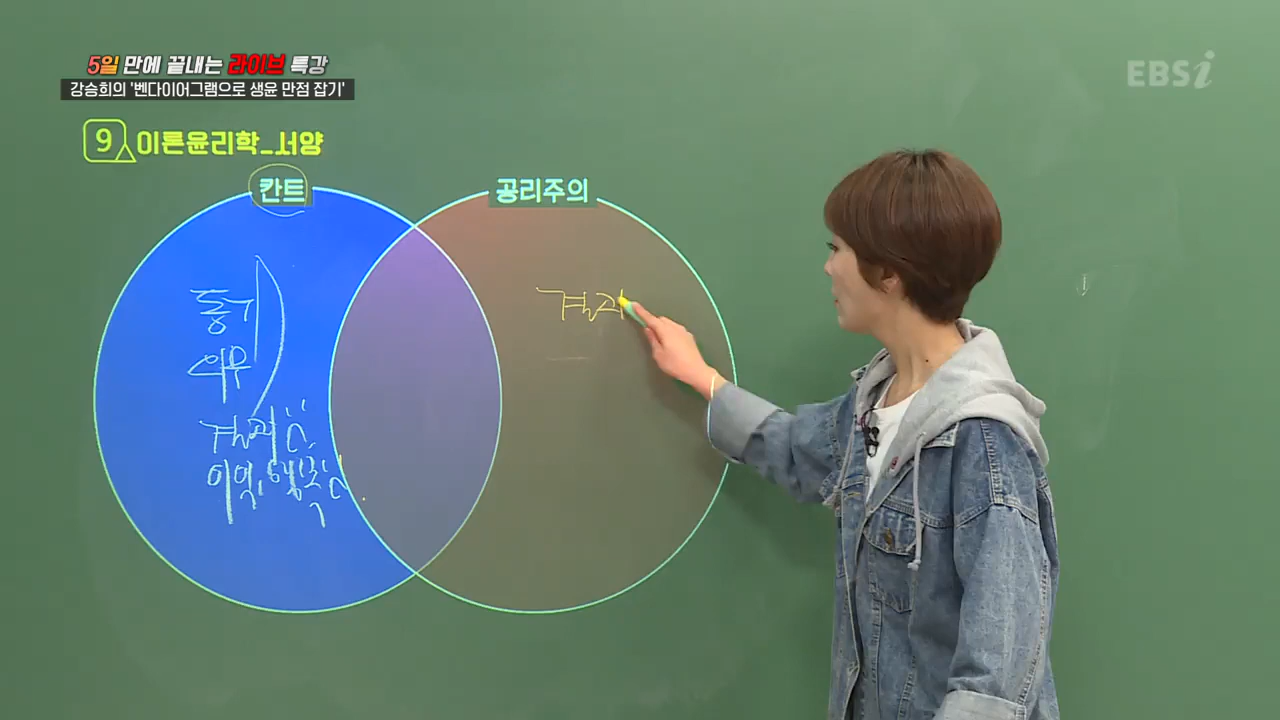 5일 만에 끝내는 라이브 특강
강승희의 '벤다이어그램으로 생윤 만점 잡기'
EBSi
9 이론윤리학_서양
칸트
공리주의
동기
의무
결과
이익, 행복
결과